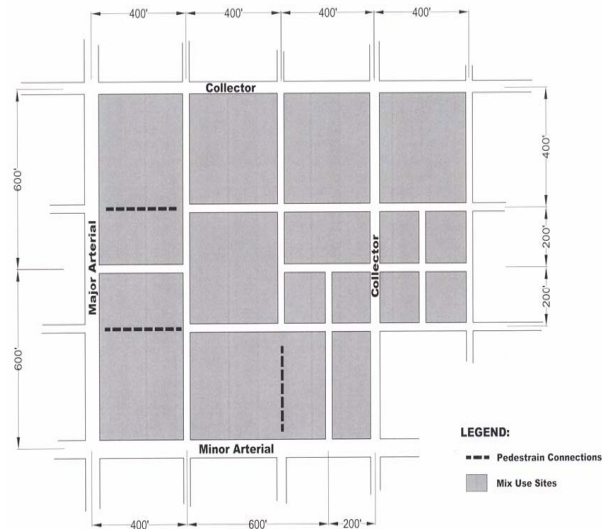 400' 400' 400' 400'
Collector
600'
400'
Major Arterial
Collector
200'
600'
200'
LEGEND:
Minor Arterial
Pedestrain Connections
Mix Use Sites
400' 600' 200'